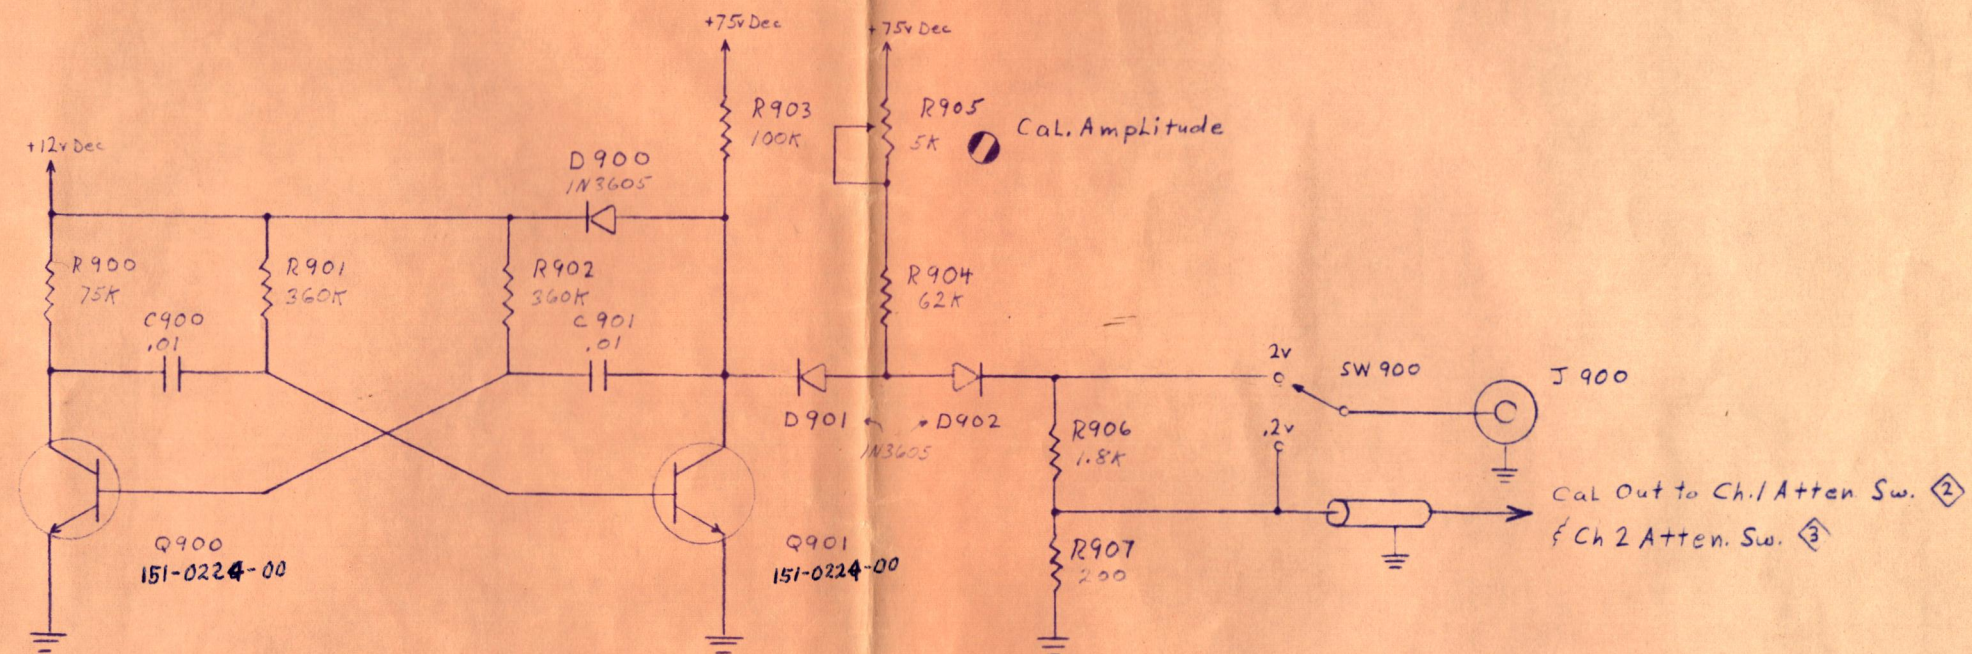 +75v Dec
+75v Dec
R903
100K
R905
5K
Cal. Amplitude
+12v Dec
D900
1N3605
R900
75K
R901
360K
R902
360K
R904
62K
C900
.01
C901
.01
2v
SW 900
J 900
D901
D902
1N3605
R906
1.8K
.2v
Cal Out to Ch.1 Atten. Sw. 2
& Ch 2 Atten. Sw. 3
Q900
151-0224-00
Q901
151-0224-00
R907
200